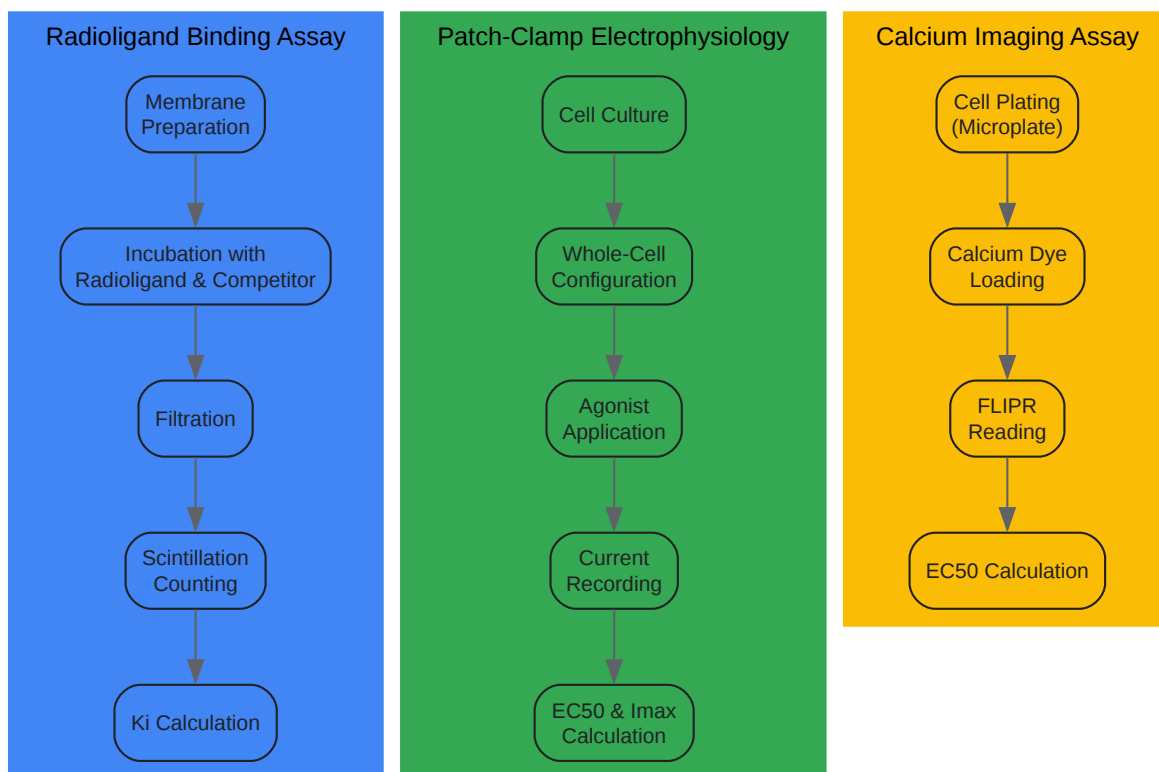 Radioligand Binding Assay
Membrane
Preparation
Incubation with
Radioligand & Competitor
Filtration
Scintillation
Counting
Ki Calculation
Patch-Clamp Electrophysiology
Cell Culture
Whole-Cell
Configuration
Agonist
Application
Current
Recording
EC50 & Imax
Calculation
Calcium Imaging Assay
Cell Plating
(Microplate)
Calcium Dye
Loading
FLIPR
Reading
EC50 Calculation